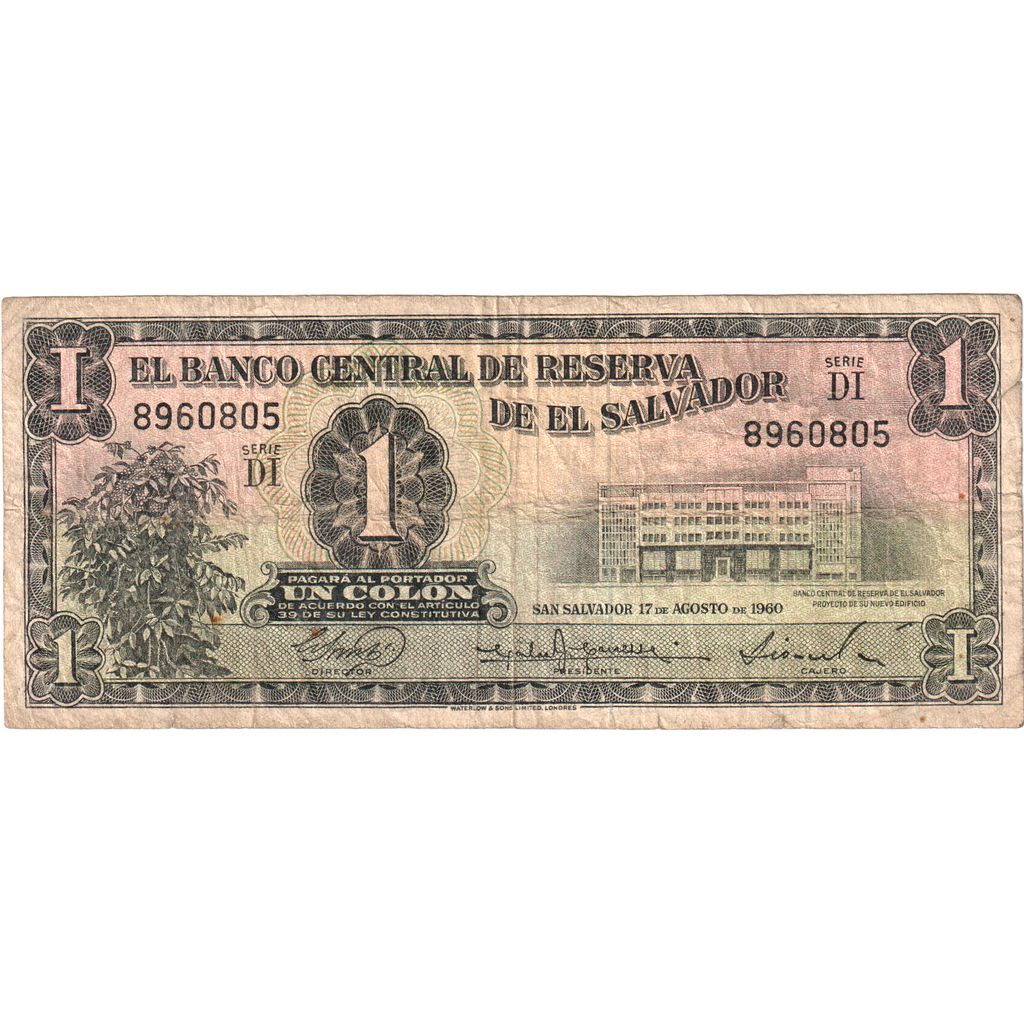 I
1
EL BANCO CENTRAL DE RESERVA
DE EL SALVADOR
SERIE
DI
8960805
8960805
SERIE
DI
1
PAGARÁ AL PORTADOR
UN COLON
DE ACUERDO CON EL ARTÍCULO
39 DE SU LEY CONSTITUTIVA
BANCO CENTRAL DE RESERVA DE EL SALVADOR
PROYECTO DE SU NUEVO EDIFICIO
SAN SALVADOR 17 DE AGOSTO DE 1960
1
I
DIRECTOR
PRESIDENTE
CAJERO
WATERLOW & SONS LIMITED, LONDRES